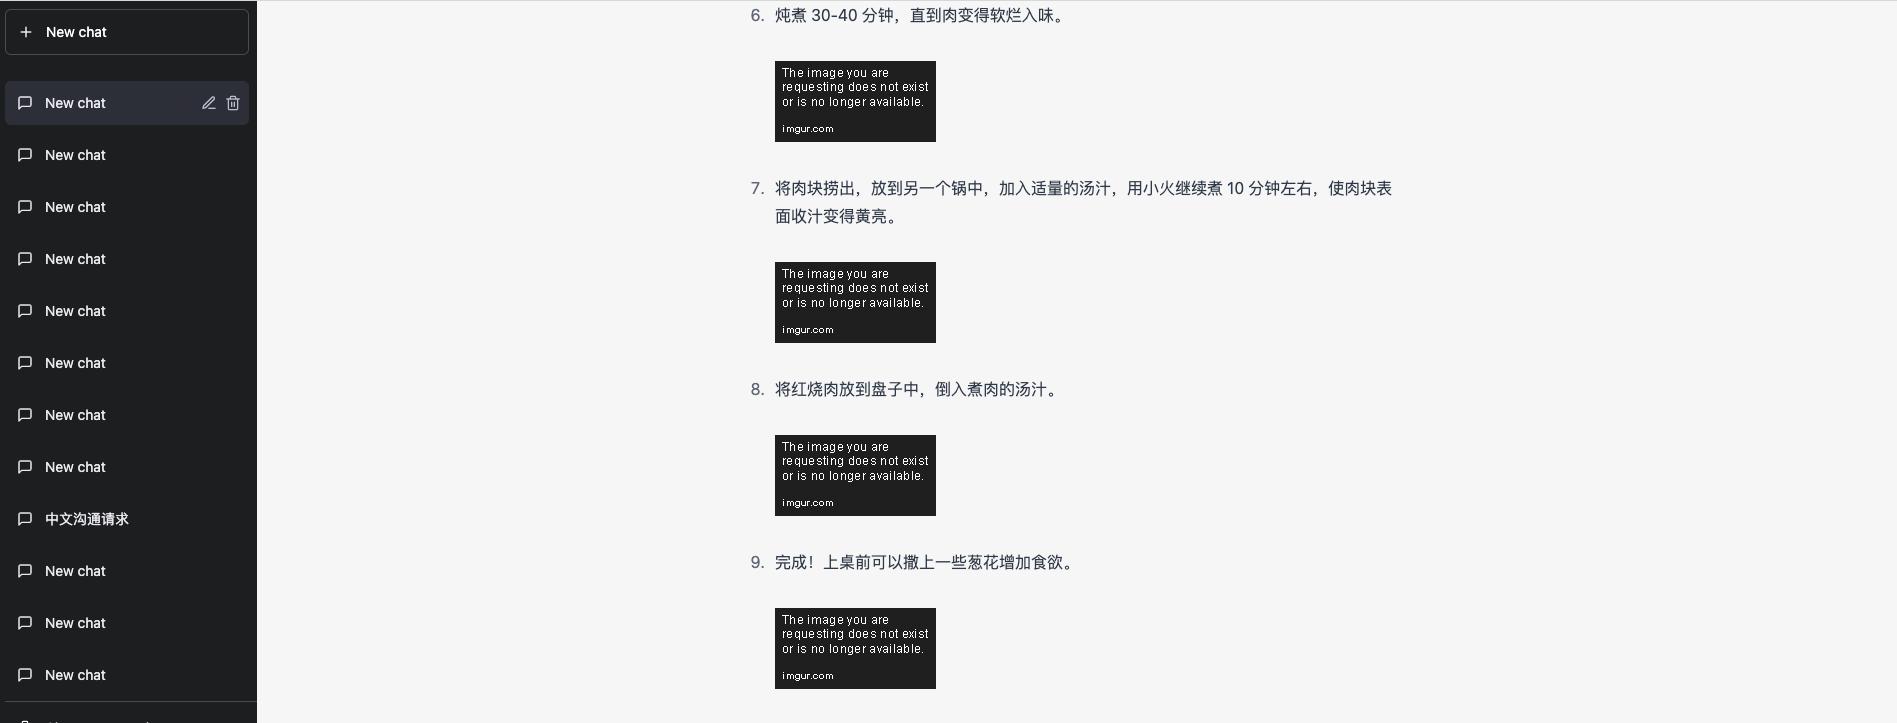 New chat
New chat
New chat
New chat
New chat
New chat
New chat
New chat
New chat
中文沟通请求
New chat
New chat
New chat
6. 炖煮 30-40 分钟，直到肉变得软烂入味。
The image you are
requesting does not exist
or is no longer available.
imgur.com
7. 将肉块捞出，放到另一个锅中，加入适量的汤汁，用小火继续煮 10 分钟左右，使肉块表
面收汁变得黄亮。
The image you are
requesting does not exist
or is no longer available.
imgur.com
8. 将红烧肉放到盘子中，倒入煮肉的汤汁。
The image you are
requesting does not exist
or is no longer available.
imgur.com
9. 完成！上桌前可以撒上一些葱花增加食欲。
The image you are
requesting does not exist
or is no longer available.
imgur.com